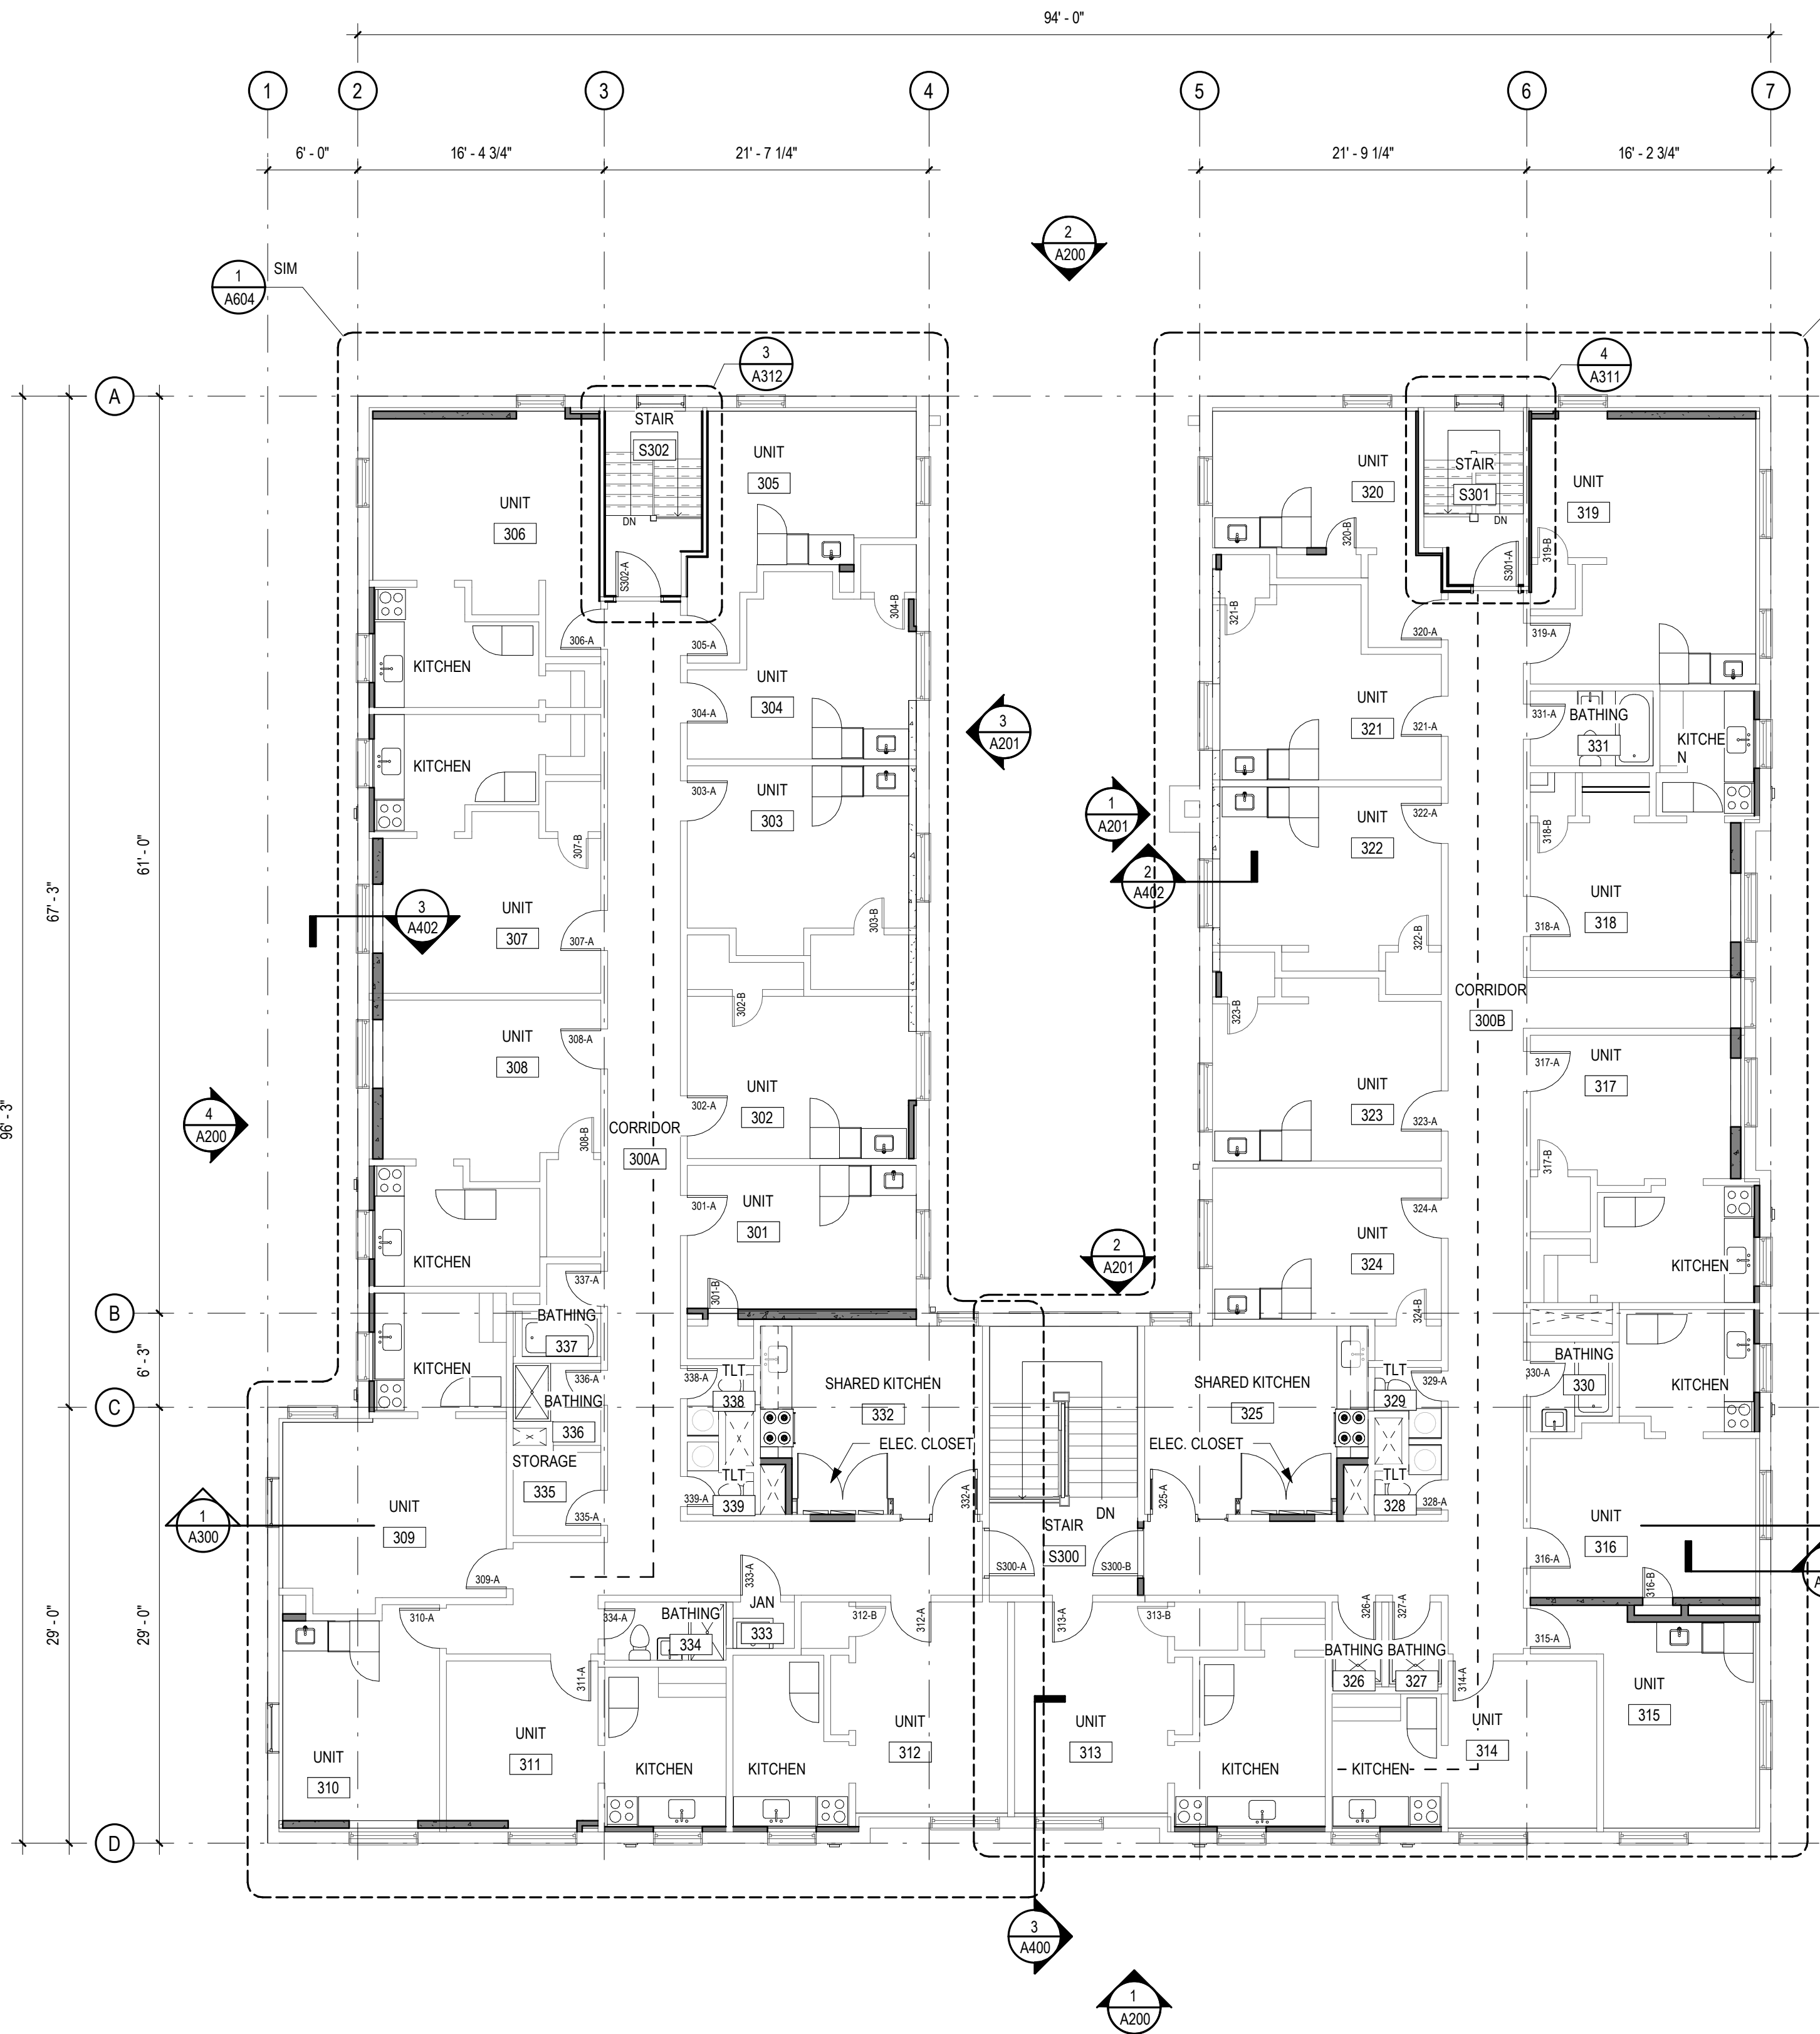 94' - 0"
1
2
3
4
5
6
7
6' - 0"
16' - 4 3/4"
21' - 7 1/4"
21' - 9 1/4"
16' - 2 3/4"
2
A200
1
A604
SIM
3
A312
4
A311
A
STAIR
S302
DN
UNIT
305
UNIT
306
S302-A
UNIT
320
STAIR
S301
DN
UNIT
319
320-B
319-B
S301-A
304-B
321-B
306-A
305-A
320-A
319-A
KITCHEN
UNIT
304
304-A
3
A201
UNIT
321
321-A
331-A
BATHING
331
KITCHE
N
KITCHEN
303-A
UNIT
303
1
A201
322-A
UNIT
322
307-B
318-B
2
A402
61' - 0"
67' - 3"
96' - 3"
3
A402
UNIT
307
307-A
303-B
322-B
UNIT
318
318-A
302-B
323-B
CORRIDOR
300B
UNIT
308
308-A
317-A
UNIT
317
4
A200
308-B
CORRIDOR
300A
302-A
UNIT
302
UNIT
323
323-A
317-B
301-A
UNIT
301
324-A
UNIT
324
2
A201
KITCHEN
KITCHEN
337-A
301-B
324-B
B
BATHING
337
6' - 3"
KITCHEN
336-A
BATHING
336
338-A
TLT
338
SHARED KITCHEN
332
SHARED KITCHEN
325
TLT
329
329-A
330-A
BATHING
330
KITCHEN
C
ELEC. CLOSET
ELEC. CLOSET
STORAGE
335
335-A
TLT
339
339-A
332-A
325-A
TLT
328
328-A
1
A300
UNIT
309
309-A
STAIR
S300
DN
S300-A
S300-B
UNIT
316
316-A
316-B
29' - 0"
29' - 0"
333-A
JAN
333
310-A
334-A
BATHING
334
312-B
312-A
313-A
313-B
326-A
327-A
BATHING
326
BATHING
327
315-A
311-A
314-A
UNIT
315
UNIT
310
UNIT
311
KITCHEN
KITCHEN
UNIT
312
UNIT
313
KITCHEN
KITCHEN
UNIT
314
D
3
A400
1
A200